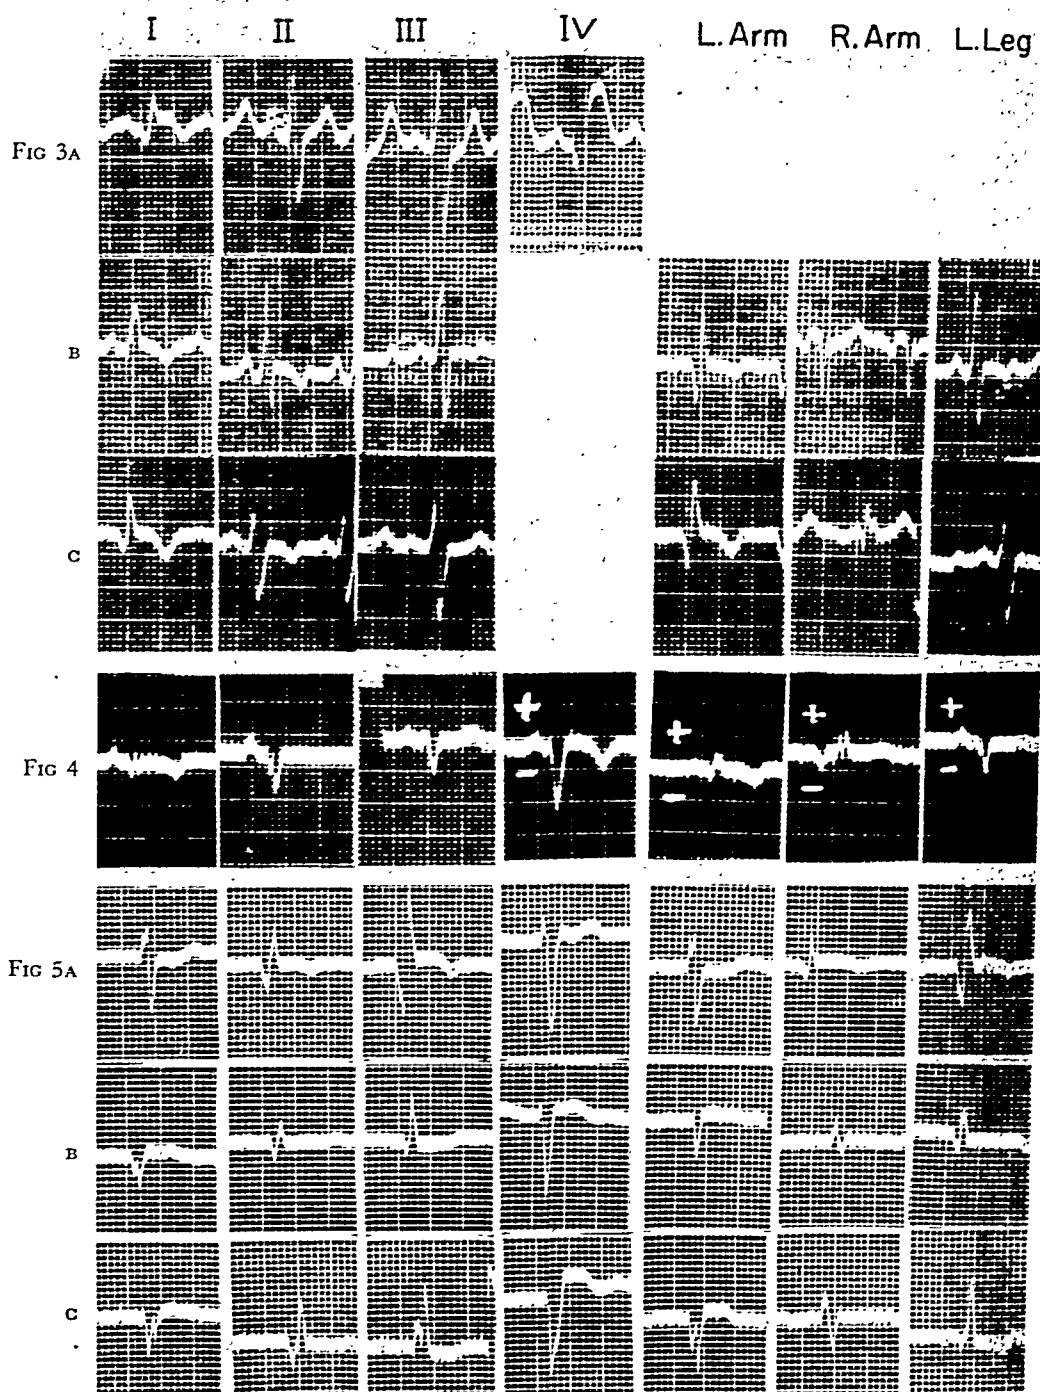 I II III IV L. Arm R. Arm L. Leg
FIG 3A
B
C
FIG 4
+ + + +
- - - -
FIG 5A
B
C